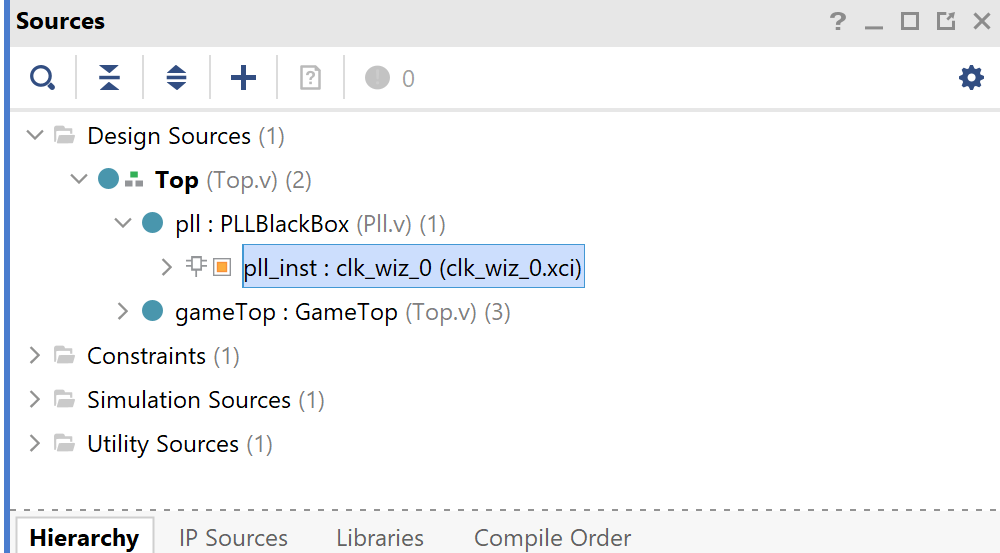 Sources
?
? 0
Design Sources (1)
Top (Top.v) (2)
pll : PLLBlackBox (Pll.v) (1)
pll_inst : clk_wiz_0 (clk_wiz_0.xci)
gameTop : GameTop (Top.v) (3)
Constraints (1)
Simulation Sources (1)
Utility Sources (1)
Hierarchy IP Sources Libraries Compile Order